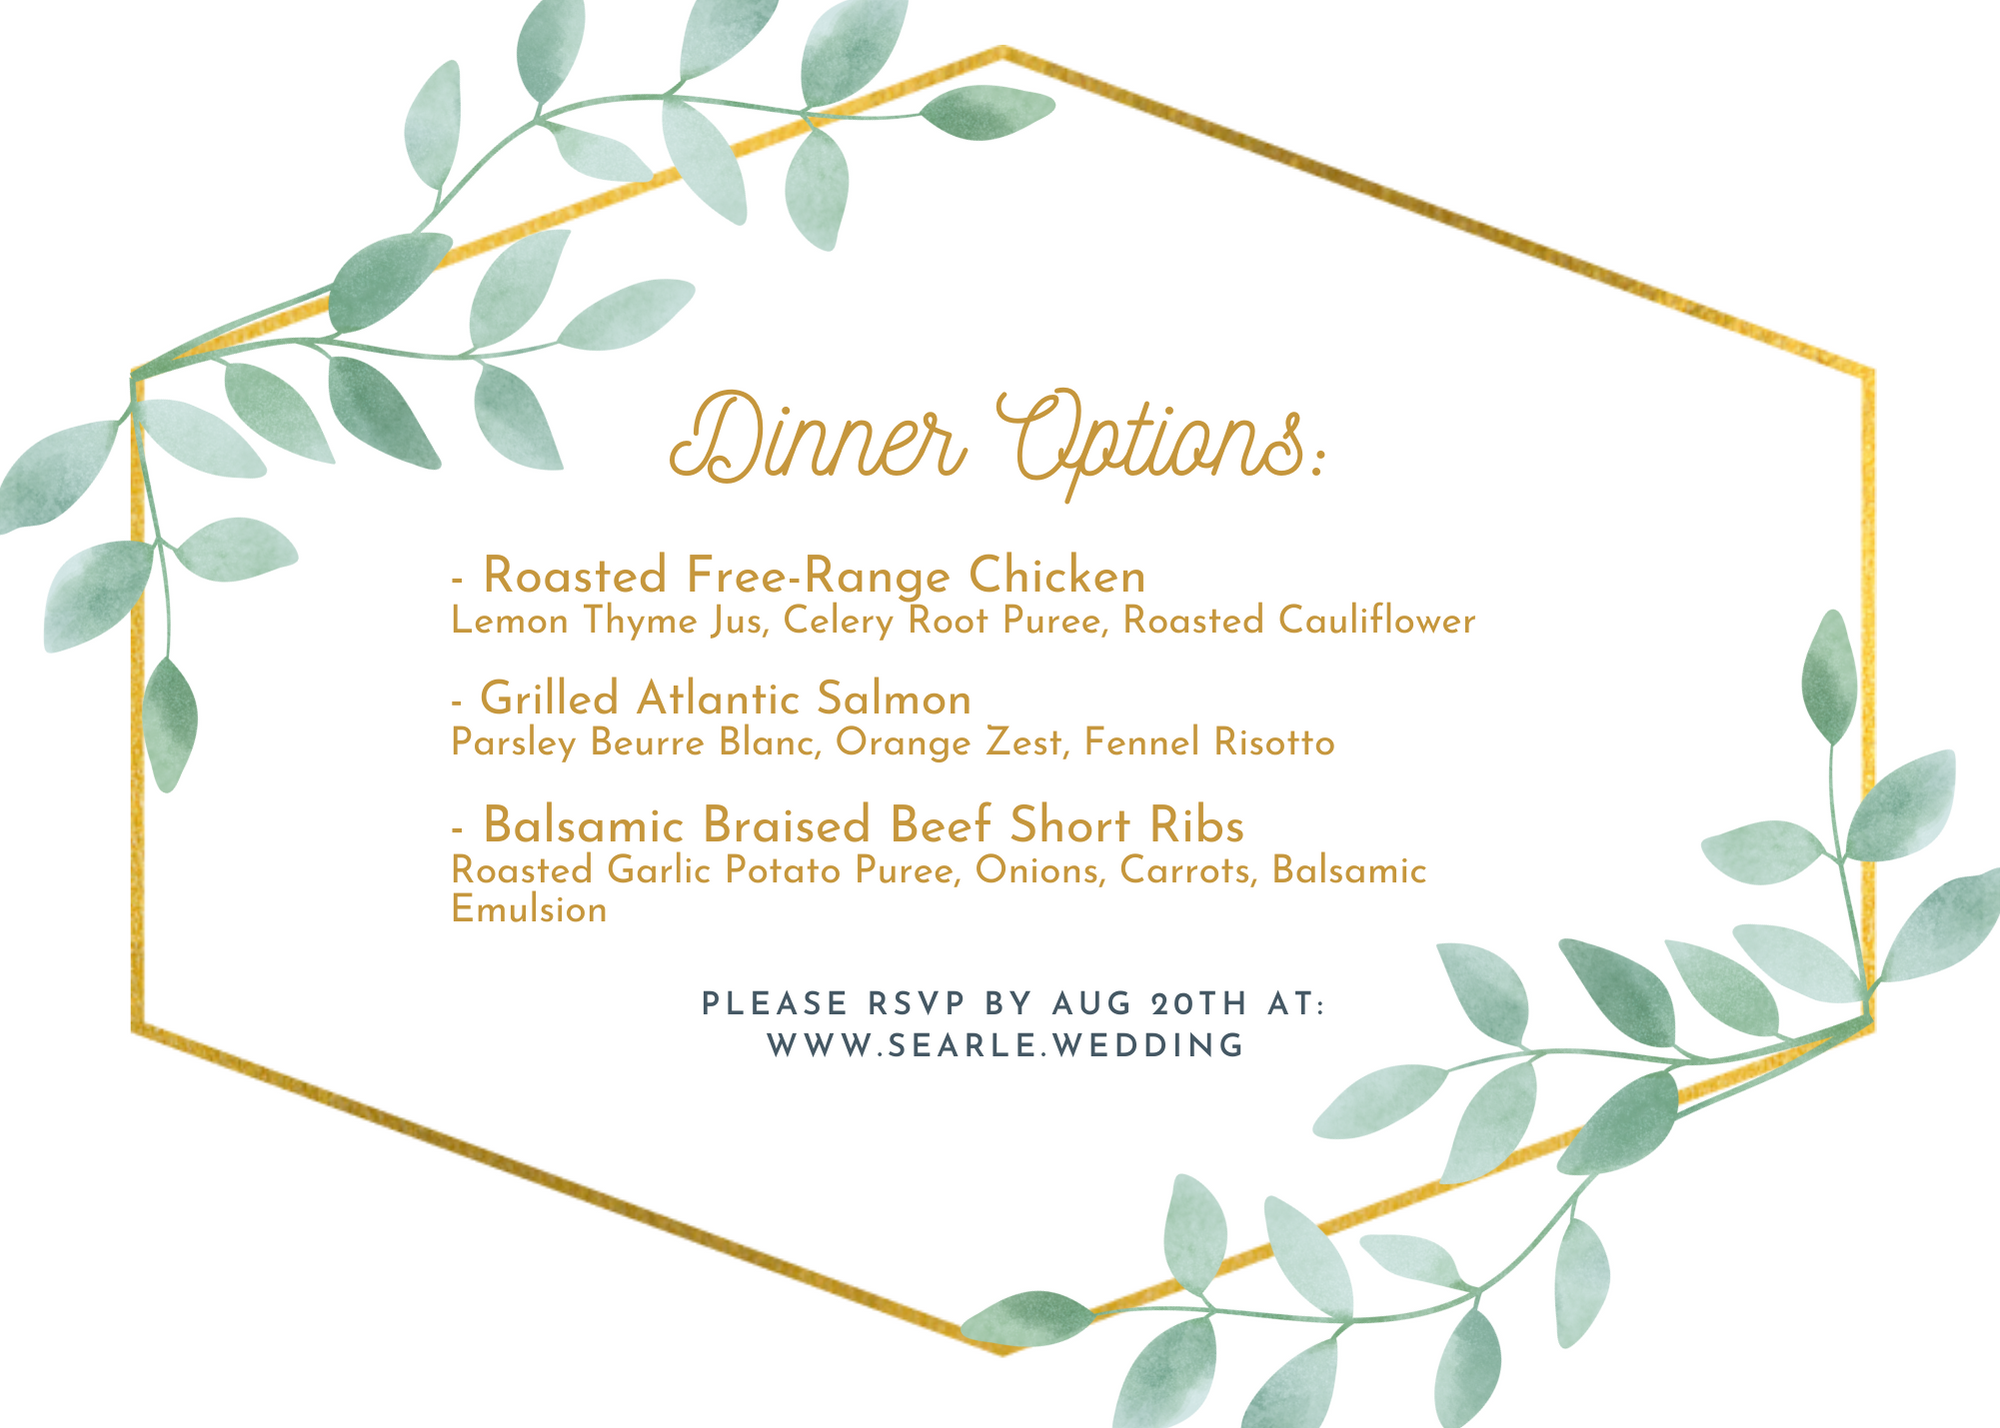 Dinner Options:
- Roasted Free-Range Chicken
Lemon Thyme Jus, Celery Root Puree, Roasted Cauliflower
- Grilled Atlantic Salmon
Parsley Beurre Blanc, Orange Zest, Fennel Risotto
- Balsamic Braised Beef Short Ribs
Roasted Garlic Potato Puree, Onions, Carrots, Balsamic
Emulsion
PLEASE RSVP BY AUG 20TH AT:
WWW.SEARLE.WEDDING